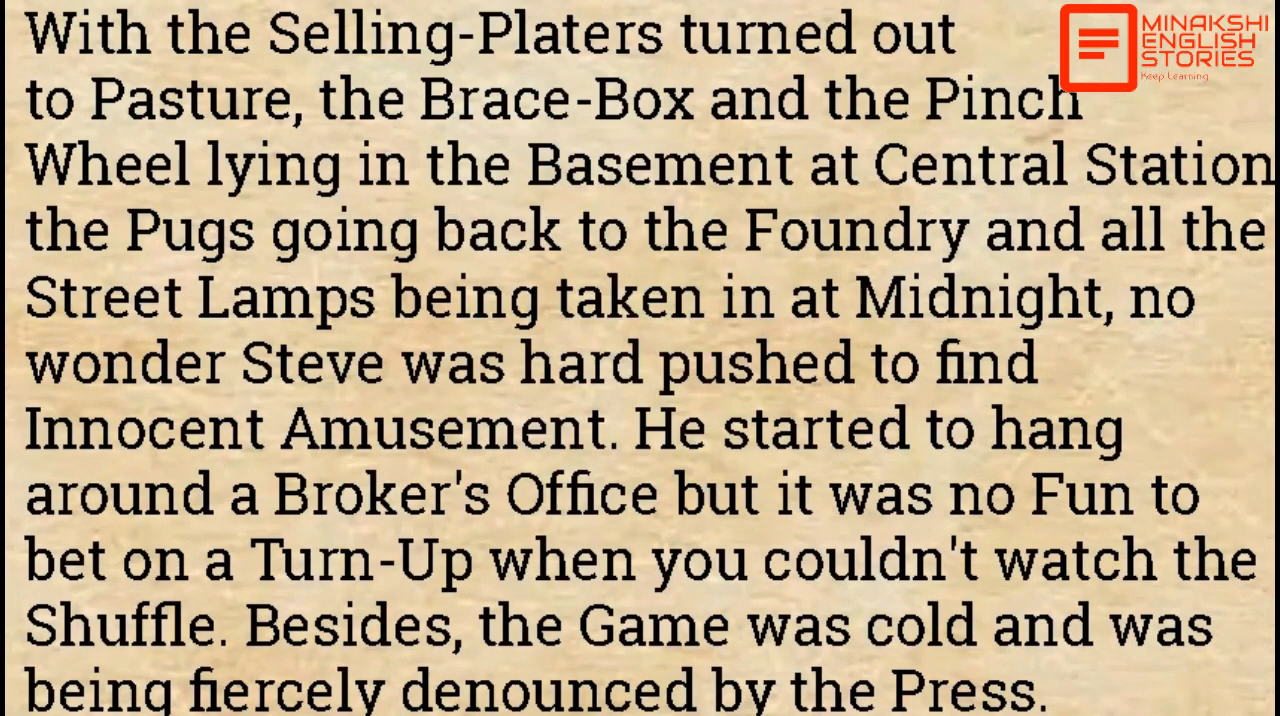 With the Selling-Platers turned out
to Pasture, the Brace-Box and the Pinch
Wheel lying in the Basement at Central Station
the Pugs going back to the Foundry and all the
Street Lamps being taken in at Midnight, no
wonder Steve was hard pushed to find
Innocent Amusement. He started to hang
around a Broker's Office but it was no Fun to
bet on a Turn-Up when you couldn't watch the
Shuffle. Besides, the Game was cold and was
being fiercely denounced by the Press.
MINAKSHI
ENGLISH
STORIES
Keep Learning